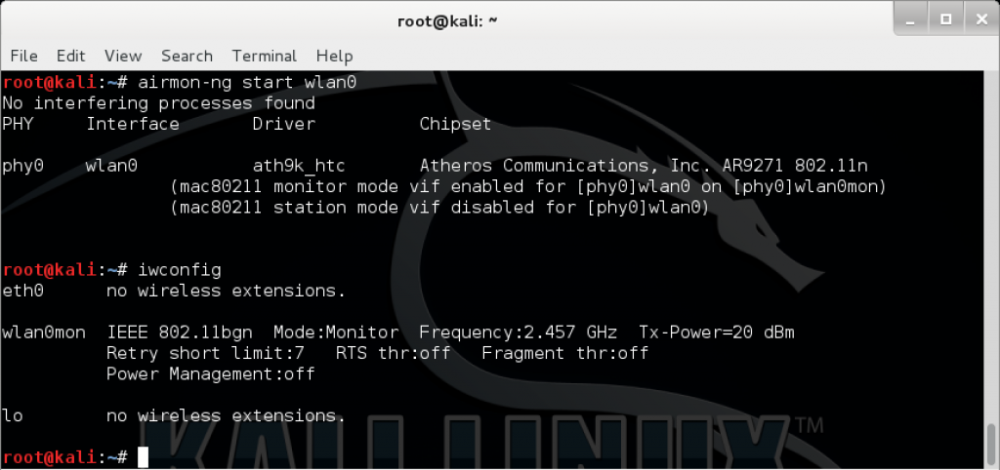 root@kali: ~
File Edit View Search Terminal Help
root@kali:~# airmon-ng start wlan0
No interfering processes found
PHY     Interface       Driver          Chipset
phy0    wlan0           ath9k_htc       Atheros Communications, Inc. AR9271 802.11n
                (mac80211 monitor mode vif enabled for [phy0]wlan0 on [phy0]wlan0mon)
                (mac80211 station mode vif disabled for [phy0]wlan0)
root@kali:~# iwconfig
eth0      no wireless extensions.
wlan0mon  IEEE 802.11bgn  Mode:Monitor  Frequency:2.457 GHz  Tx-Power=20 dBm
          Retry short limit:7   RTS thr:off   Fragment thr:off
          Power Management:off
lo        no wireless extensions.
KALI LINUX™
root@kali:~#